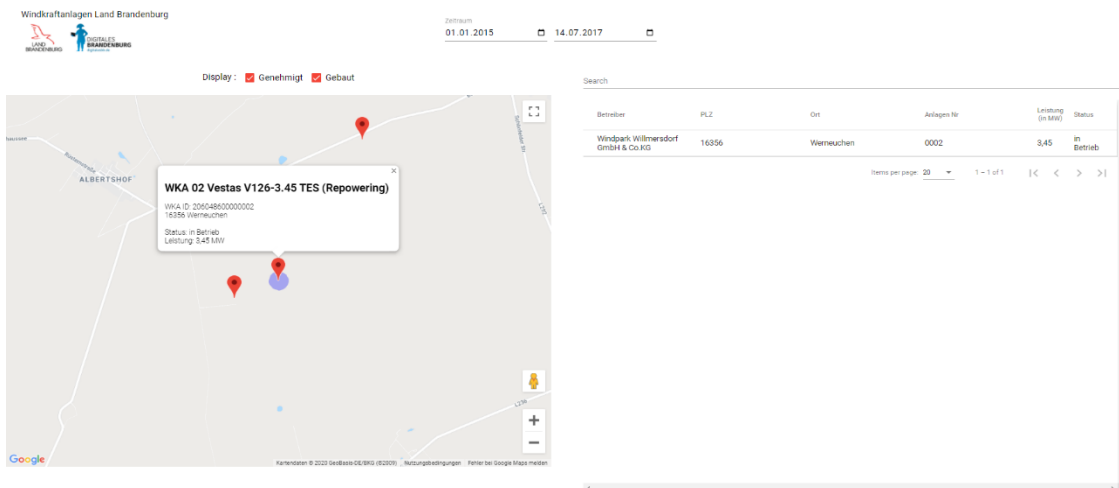 Windkraftanlagen Land Brandenburg
LAND
BRANDENBURG
DIGITALES
BRANDENBURG
Zeitraum
01.01.2015
14.07.2017
Display :
Genehmigt
Gebaut
Search
Betreiber PLZ Ort Anlagen Nr Leistung
(in MW) Status
Windpark Willmersdorf
GmbH & Co.KG 16356 Werneuchen 0002 3,45 in
Betrieb
Items per page: 20 1 – 1 of 1
ALBERTSHOF
WKA 02 Vestas V126-3.45 TES (Repowering)
WKA ID: 206048600000002
16356 Werneuchen
Status: in Betrieb
Leistung: 3,45 MW
L236
Google
Kartendaten © 2023 GeoBasis-DE/BKG (©2009)
Nutzungsbedingungen
Fehler bei Google Maps melden